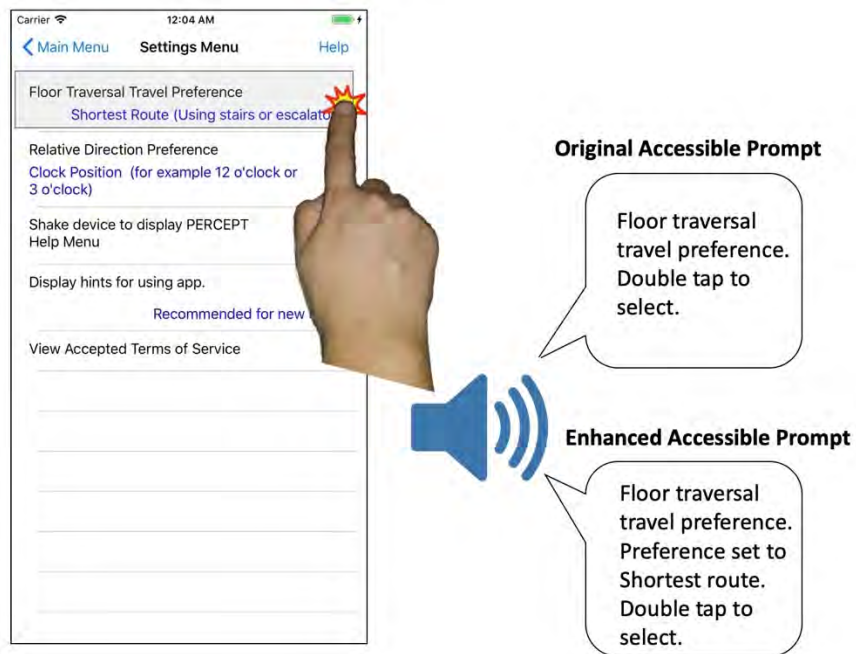 Carrier 12:04 AM
Main Menu Settings Menu Help
Floor Traversal Travel Preference
Shortest Route (Using stairs or
Relative Direction Preference
Clock Position (for example 12 o'clock or
3 o'clock)
Shake device to display PERCEPT
Help Menu
Display hints for using app.
Recommended for new
View Accepted Terms of Service
Original Accessible Prompt
Floor traversal
travel preference.
Double tap to
select.
Enhanced Accessible Prompt
Floor traversal
travel preference.
Preference set to
Shortest route.
Double tap to
select.